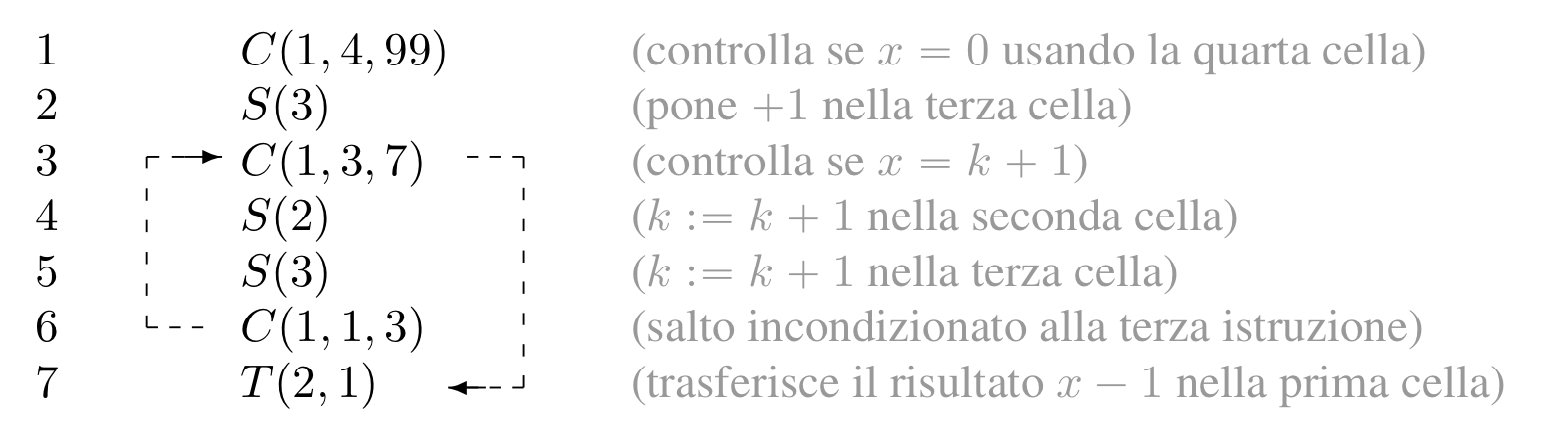 1 C(1, 4, 99) (controlla se x = 0 usando la quarta cella)
2 S(3) (pone +1 nella terza cella)
3 C(1, 3, 7) (controlla se x = k + 1)
4 S(2) (k := k + 1 nella seconda cella)
5 S(3) (k := k + 1 nella terza cella)
6 C(1, 1, 3) (salto incondizionato alla terza istruzione)
7 T(2, 1) (trasferisce il risultato x − 1 nella prima cella)